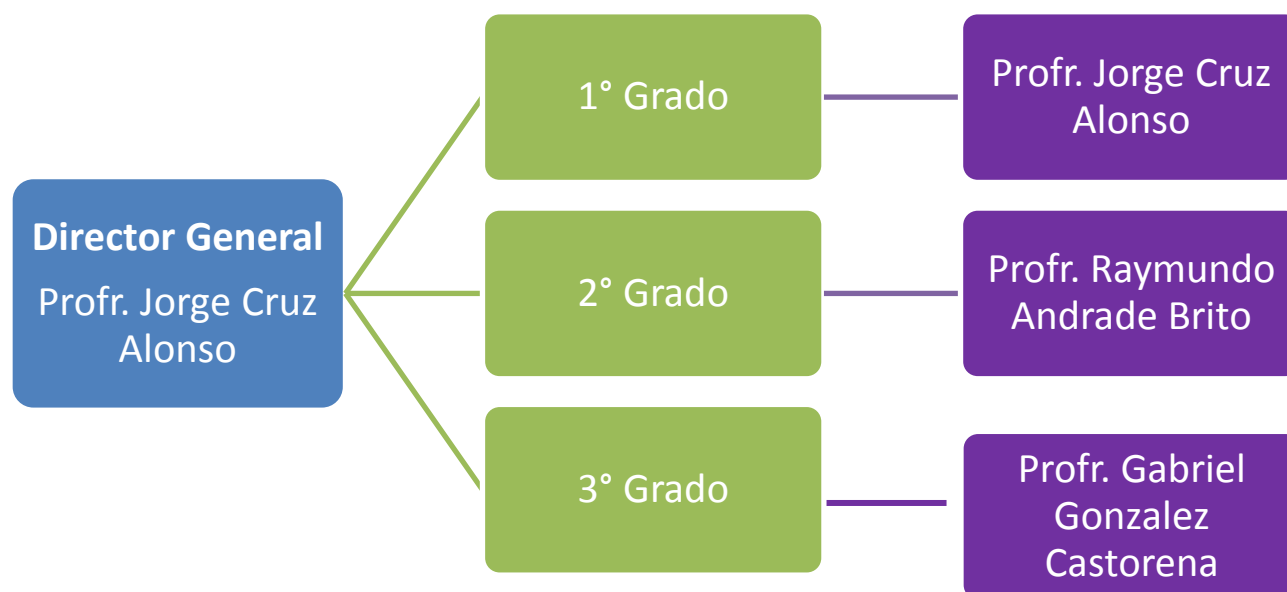 Director General
Profr. Jorge Cruz
Alonso
1° Grado
Profr. Jorge Cruz
Alonso
2° Grado
Profr. Raymundo
Andrade Brito
3° Grado
Profr. Gabriel
Gonzalez
Castorena